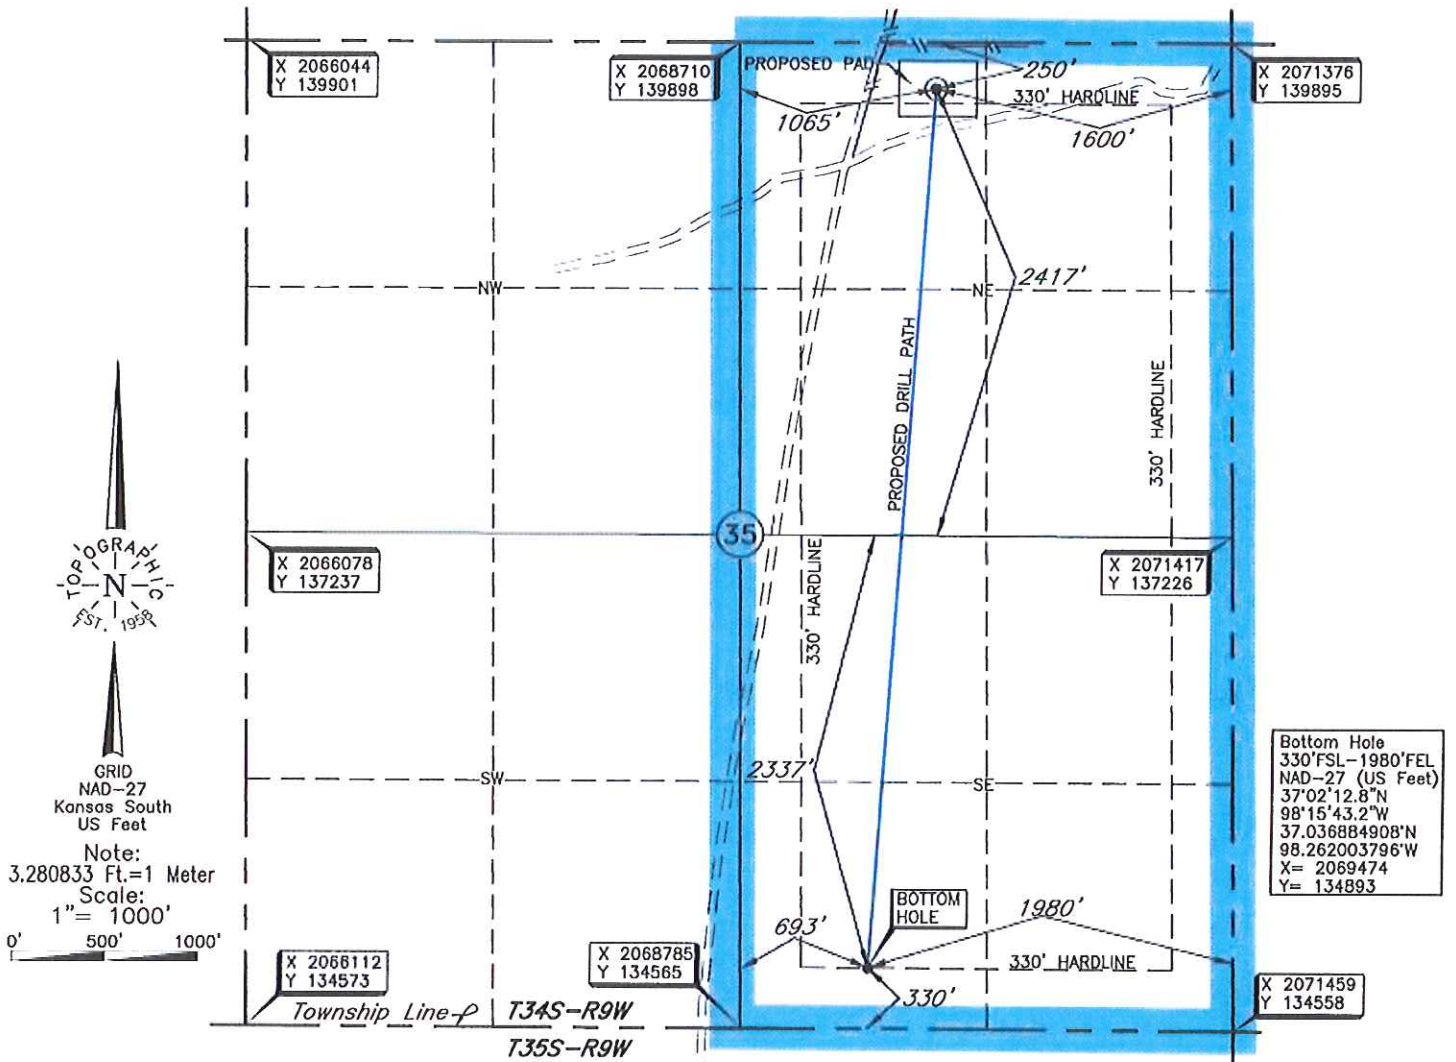 X 2066044
Y 139901
X 2068710
Y 139898
PROPOSED PAD
250'
330' HARDLINE
X 2071376
Y 139895
1065'
1600'
NW
NE
2417'
PROPOSED DRILL PATH
330' HARDLINE
35
TOPOGRAPHIC
N
EST. 1958
X 2066078
Y 137237
330' HARDLINE
X 2071417
Y 137226
GRID
NAD-27
Kansas South
US Feet
Note:
3.280833 Ft.=1 Meter
Scale:
1"= 1000'
0' 500' 1000'
SW
2337'
SE
Bottom Hole
330'FSL-1980'FEL
NAD-27 (US Feet)
37°02'12.8"N
98°15'43.2"W
37.036884908°N
98.262003796°W
X= 2069474
Y= 134893
BOTTOM
HOLE
693'
1980'
330' HARDLINE
330'
X 2066112
Y 134573
X 2068785
Y 134565
X 2071459
Y 134558
Township Line
T34S-R9W
T35S-R9W